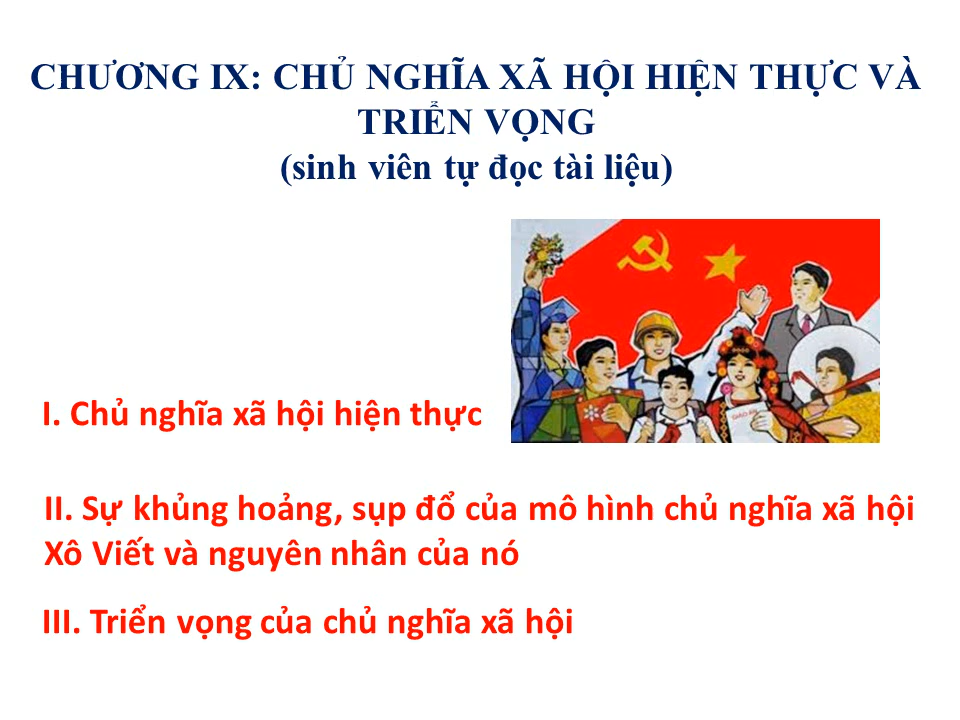 CHƯƠNG IX: CHỦ NGHĨA XÃ HỘI HIỆN THỰC VÀ
TRIỂN VỌNG
(sinh viên tự đọc tài liệu)
I. Chủ nghĩa xã hội hiện thực
II. Sự khủng hoảng, sụp đổ của mô hình chủ nghĩa xã hội
Xô Viết và nguyên nhân của nó
III. Triển vọng của chủ nghĩa xã hội